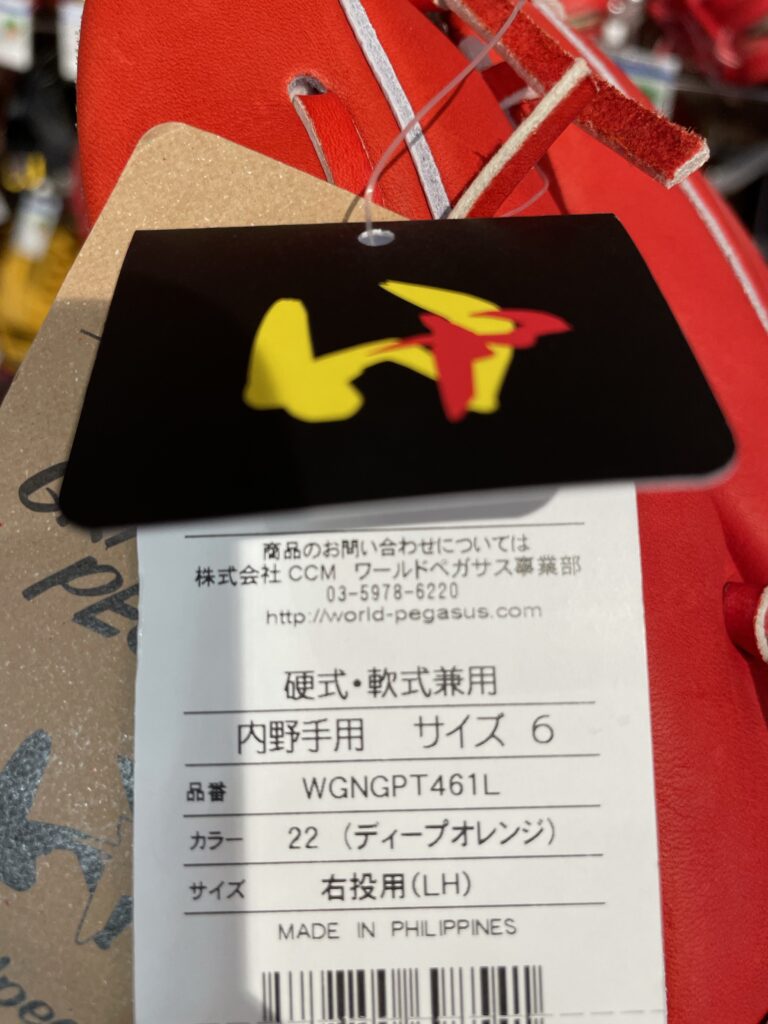 商品のお問い合わせについては
株式会社 CCM ワールドペガサス事業部
03-5978-6220
http://world-pegasus.com
硬式・軟式兼用
内野手用 サイズ 6
品番 WGNGPT461L
カラー 22 (ディープオレンジ)
サイズ 右投用(LH)
MADE IN PHILIPPINES